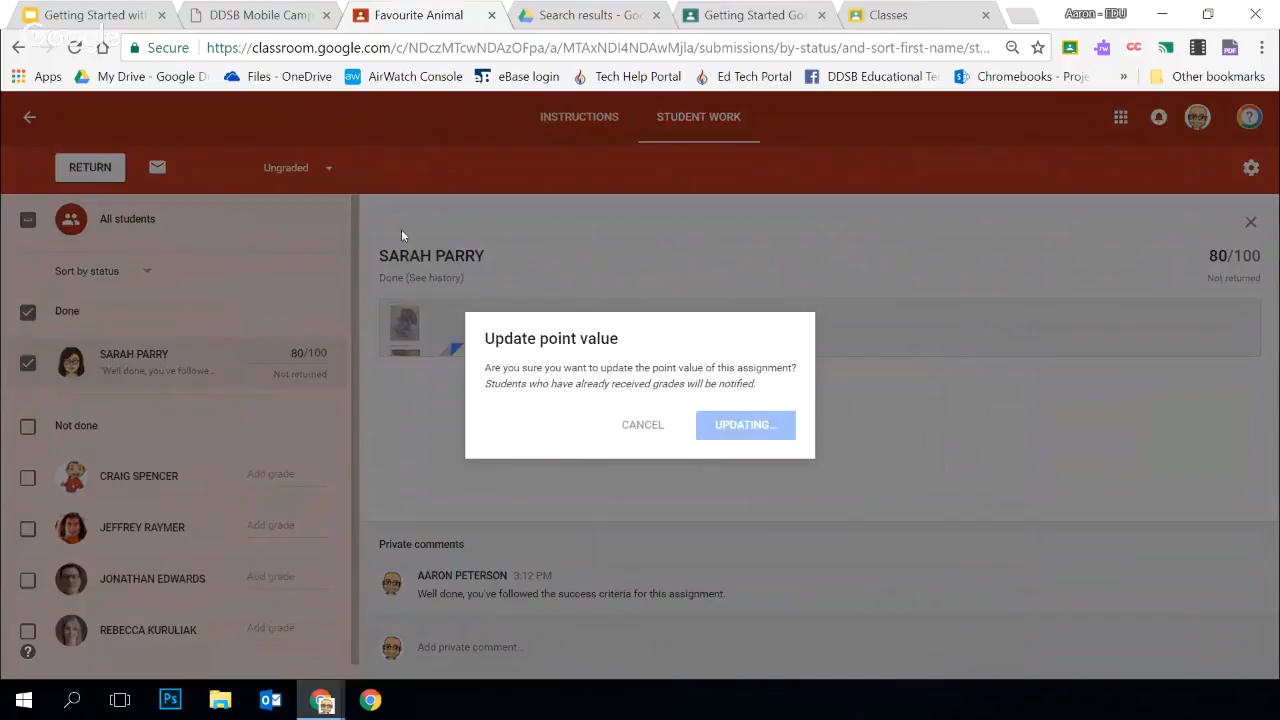 Getting Started with
DDSB Mobile Camp
Favourite Animal
Search results - Goo
Getting Started Goo
Classes
Aaron - EDU
Google
Secure
https://classroom.google.com/c/NDczMTcwNDAzOFpa/a/MTAxNDI4NDAwMjla/submissions/by-status/and-sort-first-name/st...
Apps
My Drive - Google D
Files - OneDrive
aw
AirWatch Console
eBase login
Tech Help Portal
Ed Tech Portal
DDSB Educational Te
Chromebooks - Proje
»
Other bookmarks
INSTRUCTIONS
STUDENT WORK
RETURN
Ungraded
All students
Sort by status
SARAH PARRY
80/100
Done (See history)
Not returned
Done
SARAH PARRY
80/100
"Well done, you've followe...
Not returned
Update point value
Are you sure you want to update the point value of this assignment?
Students who have already received grades will be notified.
CANCEL
UPDATING...
Not done
CRAIG SPENCER
Add grade
JEFFREY RAYMER
Add grade
JONATHAN EDWARDS
Add grade
REBECCA KURULIAK
Add grade
Private comments
AARON PETERSON 3:12 PM
Well done, you've followed the success criteria for this assignment.
Add private comment...
Ps